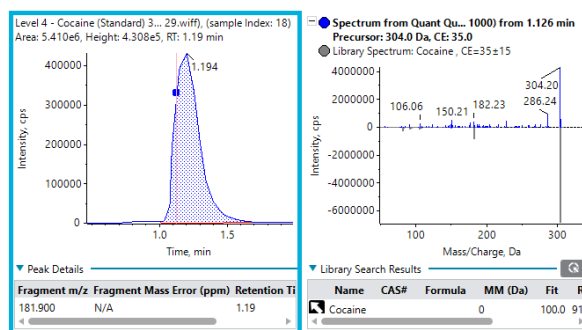 Level 4 - Cocaine (Standard) 3... 29.wiff), (sample Index: 18)
Area: 5.410e6, Height: 4.308e5, RT: 1.19 min
1.194
400000
300000
200000
100000
0
Intensity, cps
1.0
1.5
Time, min
Peak Details
Fragment m/z Fragment Mass Error (ppm) Retention Ti
181.900 N/A 1.19
Spectrum from Quant Qu... 1000) from 1.126 min
Precursor: 304.0 Da, CE: 35.0
Library Spectrum: Cocaine , CE=35±15
4000000
2000000
0
-2000000
-4000000
-6000000
Intensity, cps
106.06
150.21
182.23
304.20
286.24
100
200
300
Mass/Charge, Da
Library Search Results
Name CAS# Formula MM (Da) Fit R
Cocaine 0 100.0 91